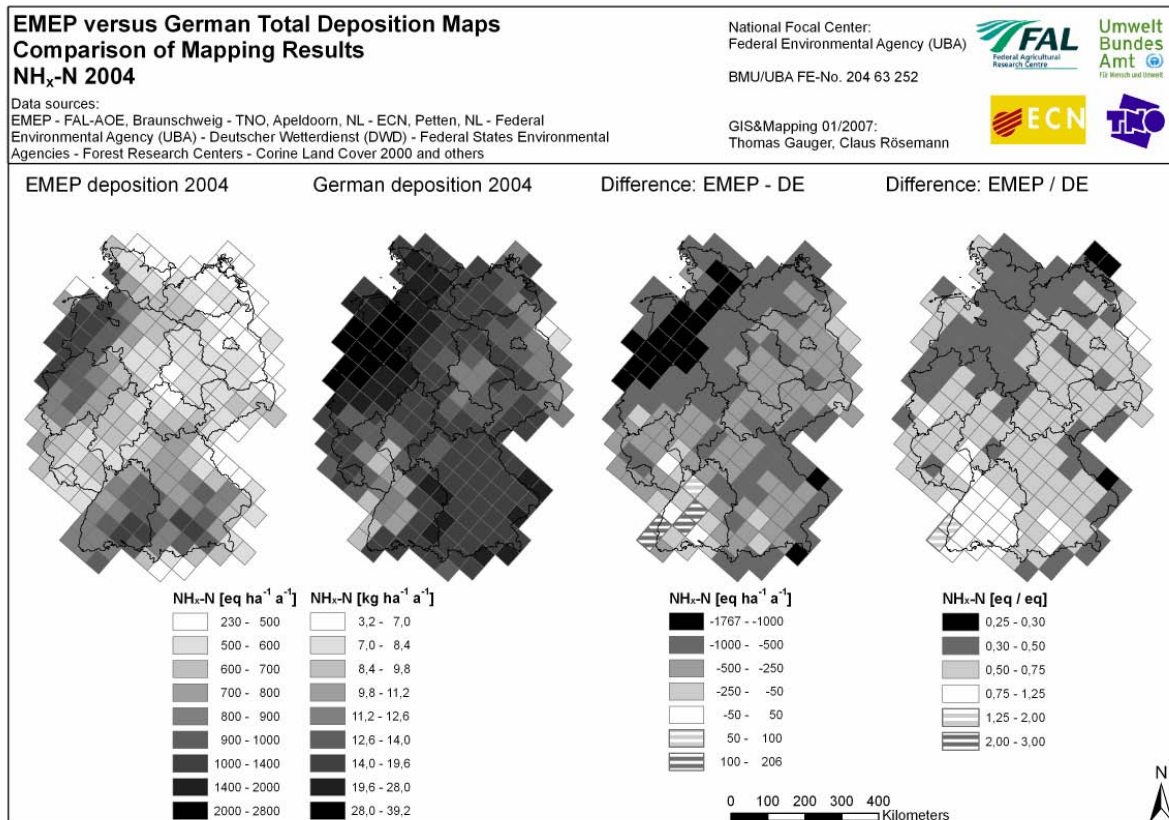 EMEP versus German Total Deposition Maps
Comparison of Mapping Results
NHₓ-N 2004
Data sources:
EMEP - FAL-AOE, Braunschweig - TNO, Apeldoorn, NL - ECN, Petten, NL - Federal
Environmental Agency (UBA) - Deutscher Wetterdienst (DWD) - Federal States Environmental
Agencies - Forest Research Centers - Corine Land Cover 2000 and others
National Focal Center:
Federal Environmental Agency (UBA)
BMU/UBA FE-No. 204 63 252
GIS&Mapping 01/2007:
Thomas Gauger, Claus Rösemann
FAL
Federal Agricultural
Research Centre
Umwelt
Bundes
Amt
Für Mensch und Umwelt
ECN
TNO
EMEP deposition 2004
German deposition 2004
Difference: EMEP - DE
Difference: EMEP / DE
NHₓ-N [eq ha⁻¹ a⁻¹]
230 - 500
500 - 600
600 - 700
700 - 800
800 - 900
900 - 1000
1000 - 1400
1400 - 2000
2000 - 2800
NHₓ-N [kg ha⁻¹ a⁻¹]
3,2 - 7,0
7,0 - 8,4
8,4 - 9,8
9,8 - 11,2
11,2 - 12,6
12,6 - 14,0
14,0 - 19,6
19,6 - 28,0
28,0 - 39,2
NHₓ-N [eq ha⁻¹ a⁻¹]
-1767 - -1000
-1000 - -500
-500 - -250
-250 - -50
-50 - 50
50 - 100
100 - 206
NHₓ-N [eq / eq]
0,25 - 0,30
0,30 - 0,50
0,50 - 0,75
0,75 - 1,25
1,25 - 2,00
2,00 - 3,00
0 100 200 300 400
Kilometers
N